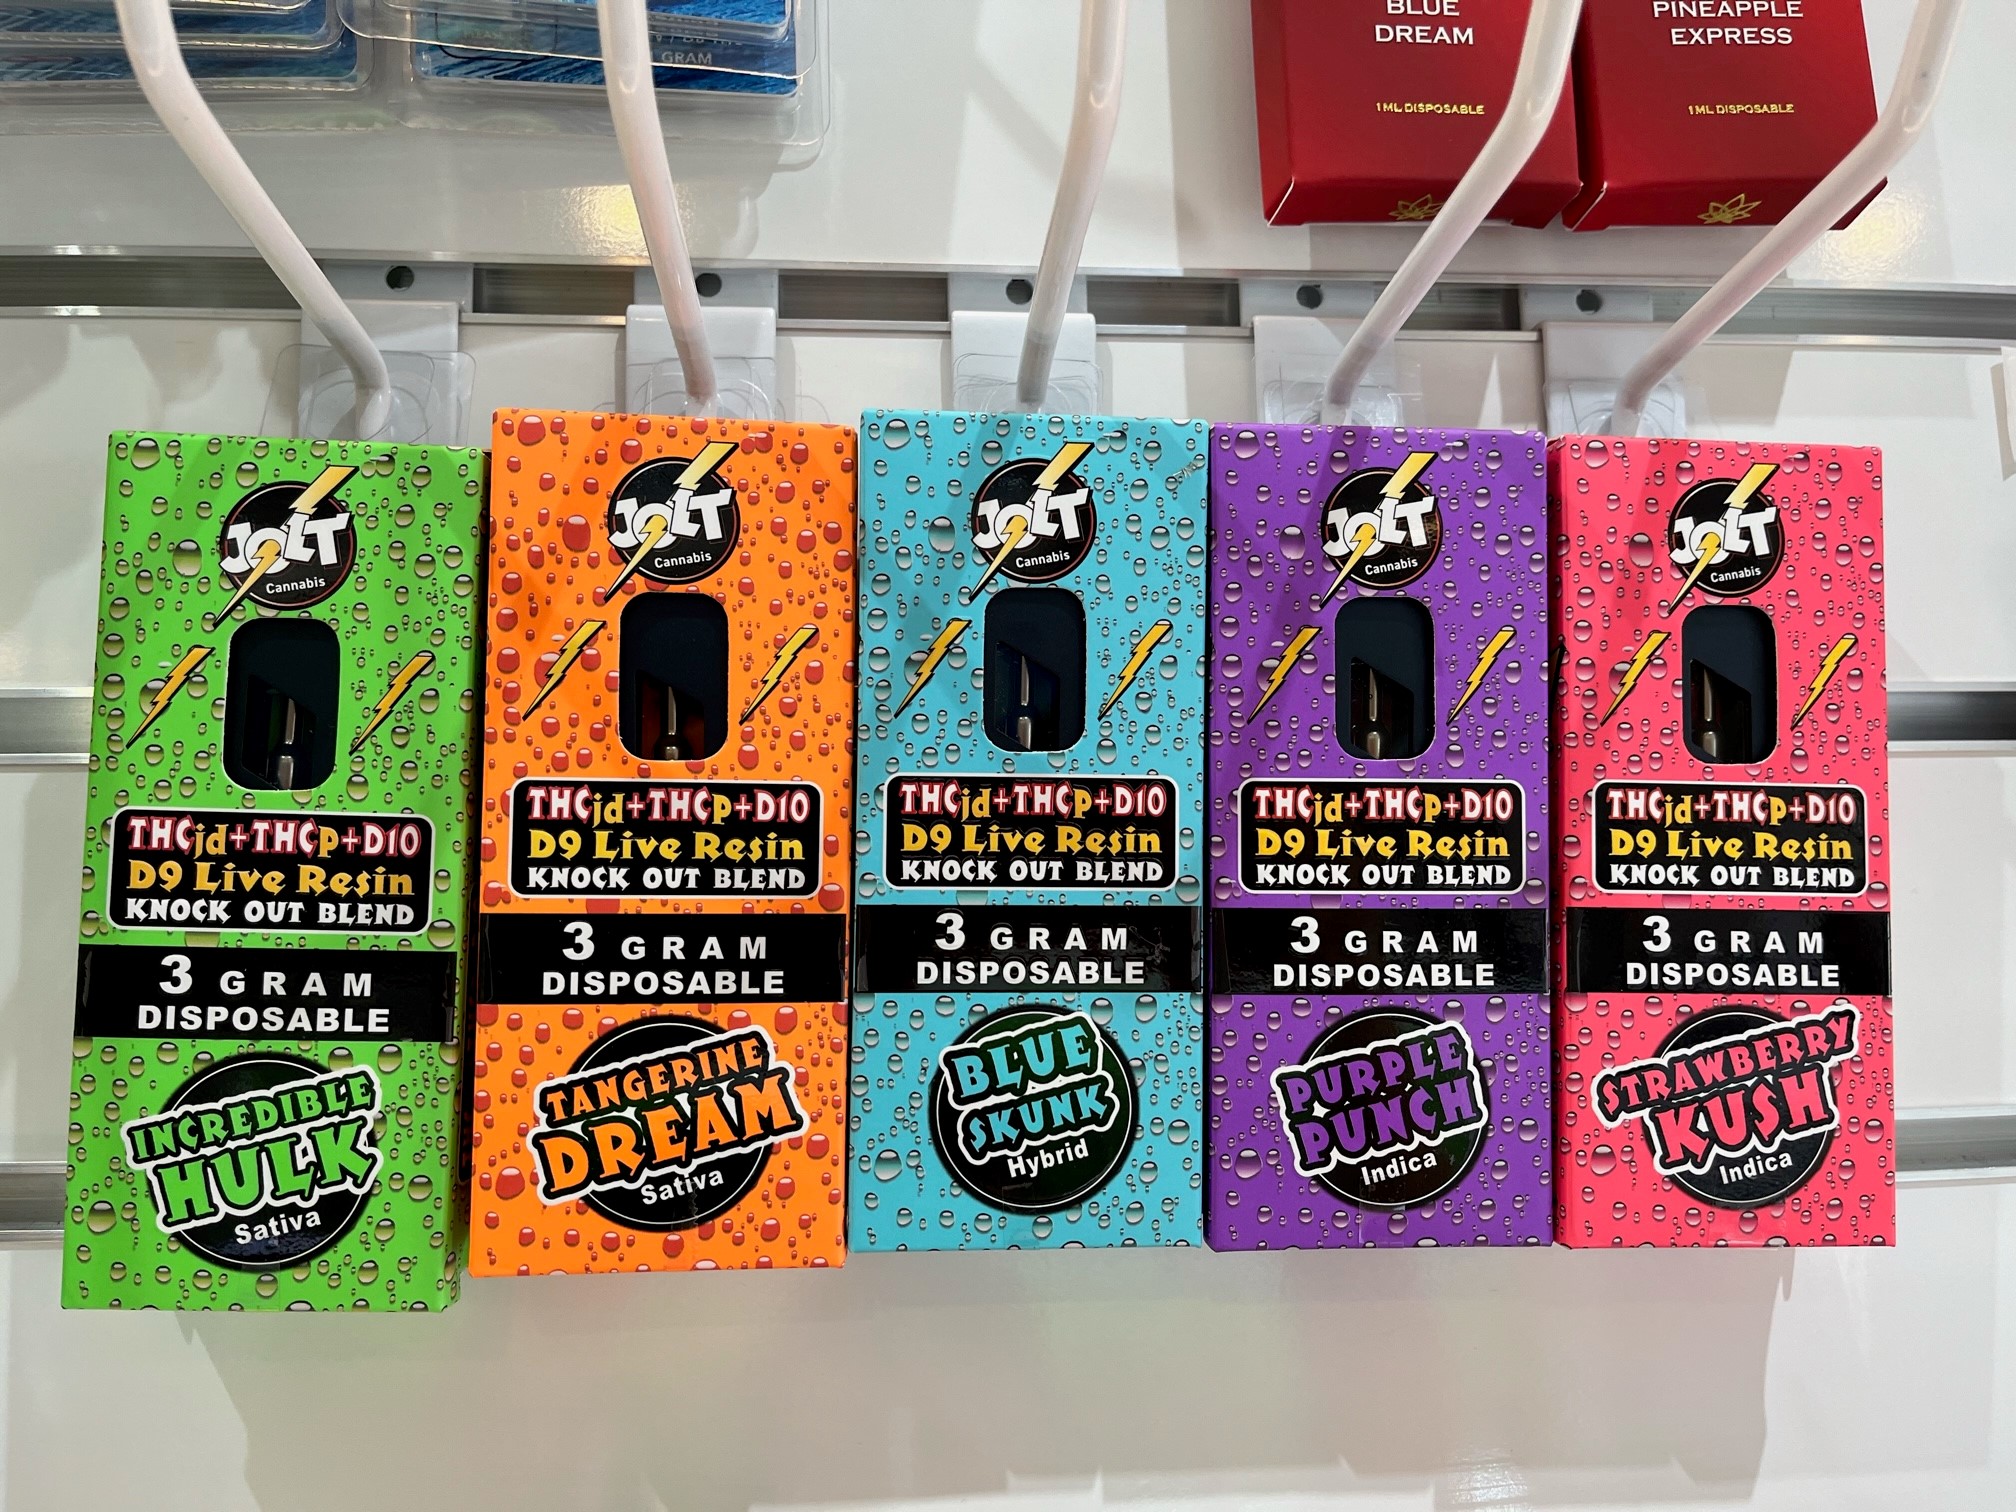 GRAM
BLUE
DREAM
1 ML DISPOSABLE
PINEAPPLE
EXPRESS
1 ML DISPOSABLE
JOLT
Cannabis
THCjd+THCp+D10
D9 Live Resin
KNOCK OUT BLEND
3 GRAM
DISPOSABLE
INCREDIBLE
HULK
Sativa
JOLT
Cannabis
THCjd+THCp+D10
D9 Live Resin
KNOCK OUT BLEND
3 GRAM
DISPOSABLE
TANGERINE
DREAM
Sativa
JOLT
Cannabis
THCjd+THCp+D10
D9 Live Resin
KNOCK OUT BLEND
3 GRAM
DISPOSABLE
BLUE
SKUNK
Hybrid
JOLT
Cannabis
THCjd+THCp+D10
D9 Live Resin
KNOCK OUT BLEND
3 GRAM
DISPOSABLE
PURPLE
PUNCH
Indica
JOLT
Cannabis
THCjd+THCp+D10
D9 Live Resin
KNOCK OUT BLEND
3 GRAM
DISPOSABLE
STRAWBERRY
KUSH
Indica